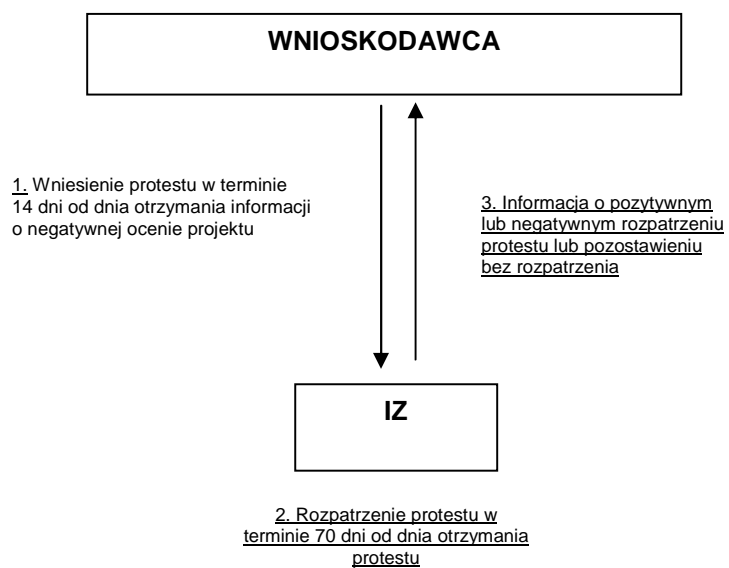 WNIOSKODAWCA
1. Wniesienie protestu w terminie
14 dni od dnia otrzymania informacji
o negatywnej ocenie projektu
3. Informacja o pozytywnym
lub negatywnym rozpatrzeniu
protestu lub pozostawieniu
bez rozpatrzenia
IZ
2. Rozpatrzenie protestu w
terminie 70 dni od dnia otrzymania
protestu